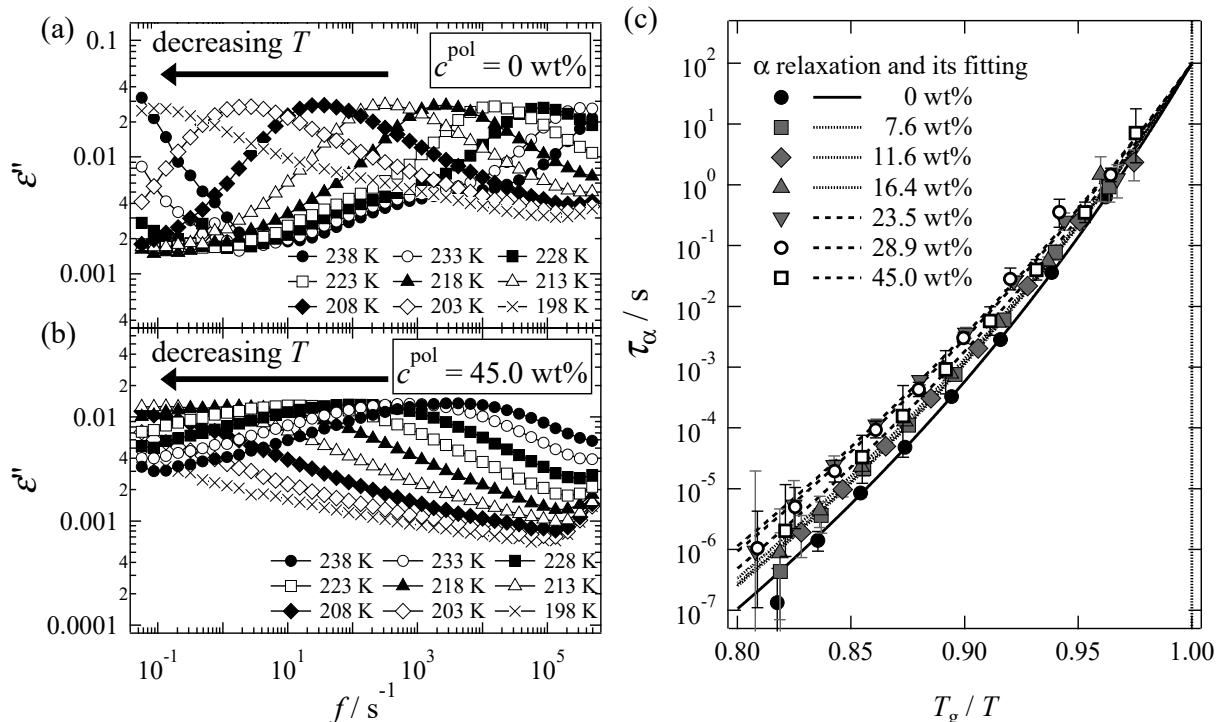 (a)
decreasing T
c^pol = 0 wt%
0.1
4
2
0.01
4
2
0.001
4
ε"
238 K 233 K 228 K
223 K 218 K 213 K
208 K 203 K 198 K
(b)
decreasing T
c^pol = 45.0 wt%
4
2
0.01
4
2
0.001
4
2
0.0001
ε"
238 K 233 K 228 K
223 K 218 K 213 K
208 K 203 K 198 K
10^-1 10^1 10^3 10^5
f / s^-1
(c)
α relaxation and its fitting
0 wt%
7.6 wt%
11.6 wt%
16.4 wt%
23.5 wt%
28.9 wt%
45.0 wt%
10^2
10^1
10^0
10^-1
10^-2
10^-3
10^-4
10^-5
10^-6
10^-7
τα / s
0.80 0.85 0.90 0.95 1.00
Tg / T